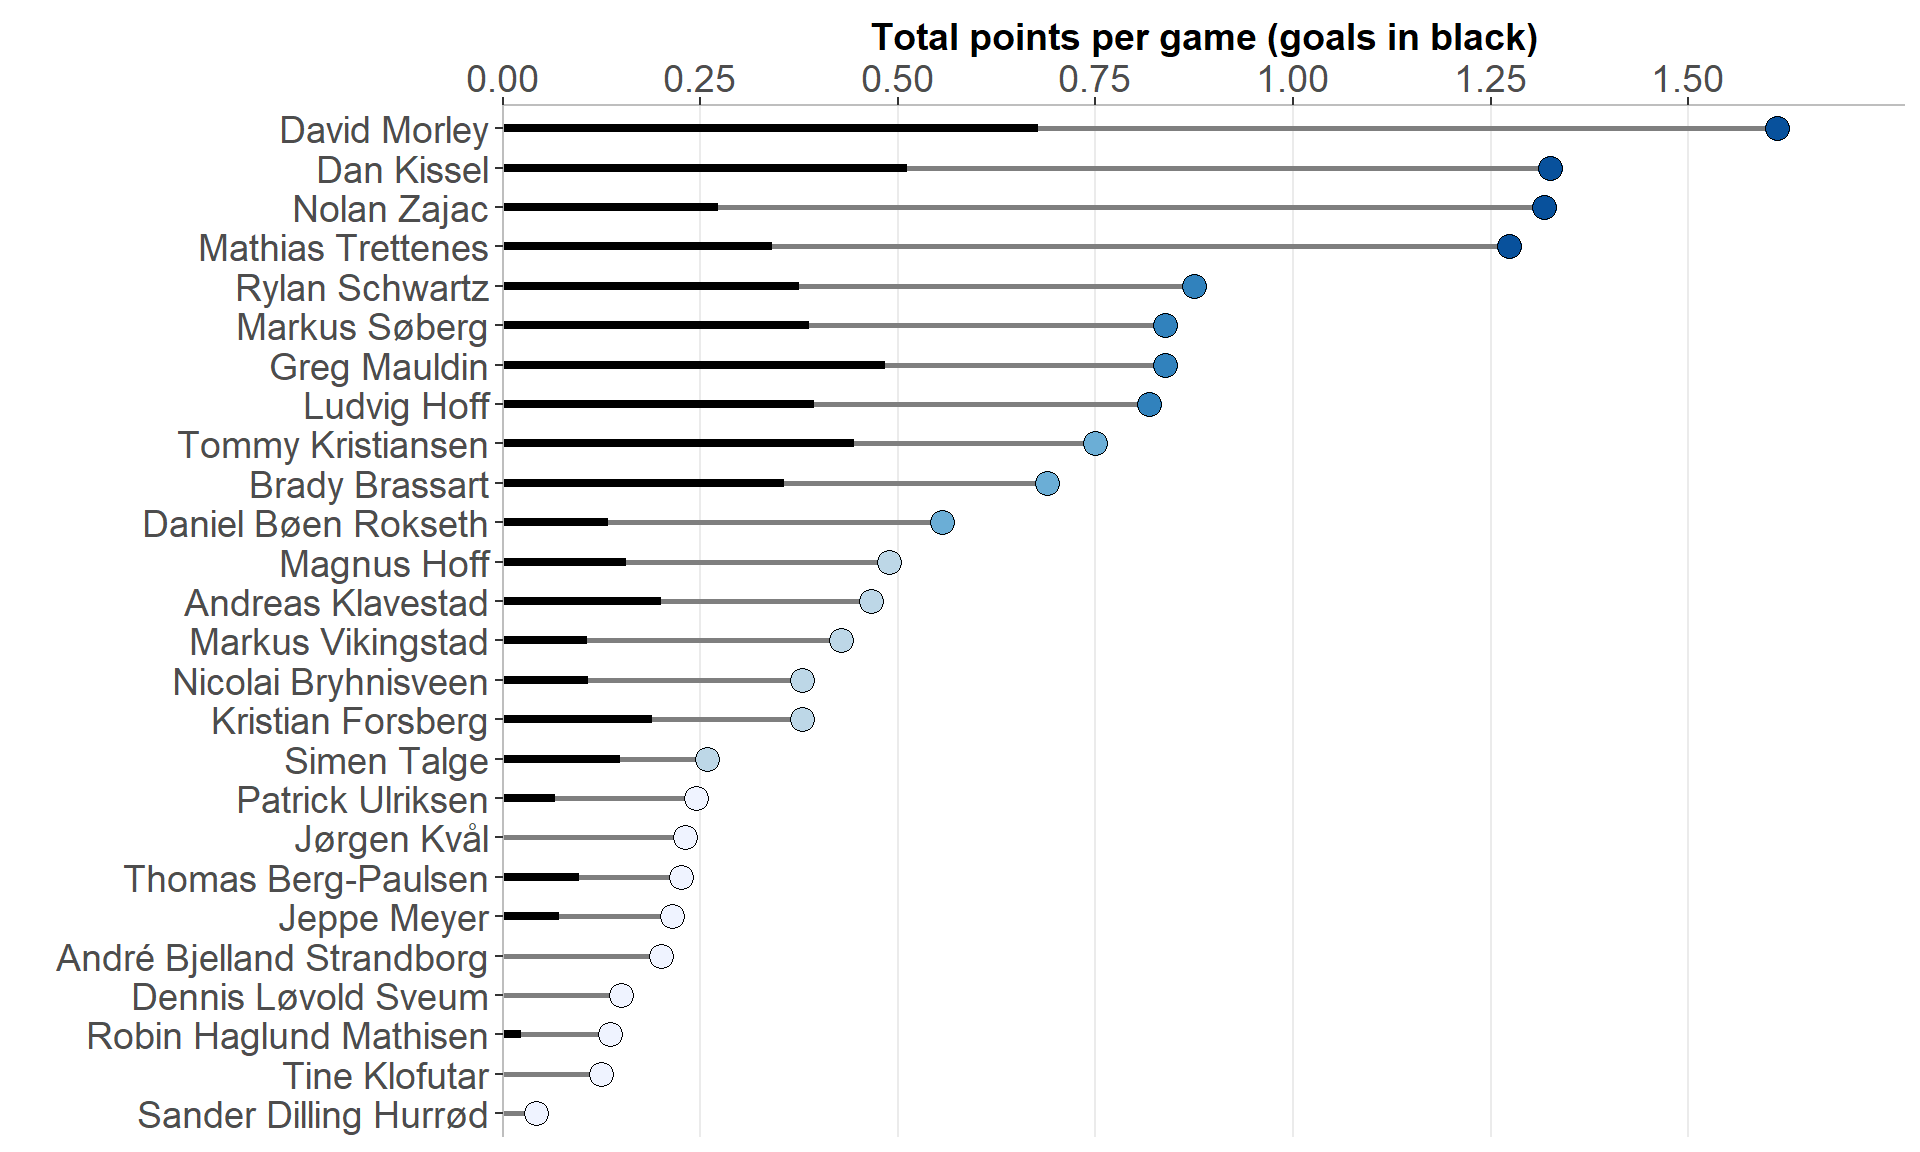 Total points per game (goals in black)
0.00 0.25 0.50 0.75 1.00 1.25 1.50
David Morley
Dan Kissel
Nolan Zajac
Mathias Trettenes
Rylan Schwartz
Markus Søberg
Greg Mauldin
Ludvig Hoff
Tommy Kristiansen
Brady Brassart
Daniel Bøen Rokseth
Magnus Hoff
Andreas Klavestad
Markus Vikingstad
Nicolai Bryhnisveen
Kristian Forsberg
Simen Talge
Patrick Ulriksen
Jørgen Kvål
Thomas Berg-Paulsen
Jeppe Meyer
André Bjelland Strandborg
Dennis Løvold Sveum
Robin Haglund Mathisen
Tine Klofutar
Sander Dilling Hurrød